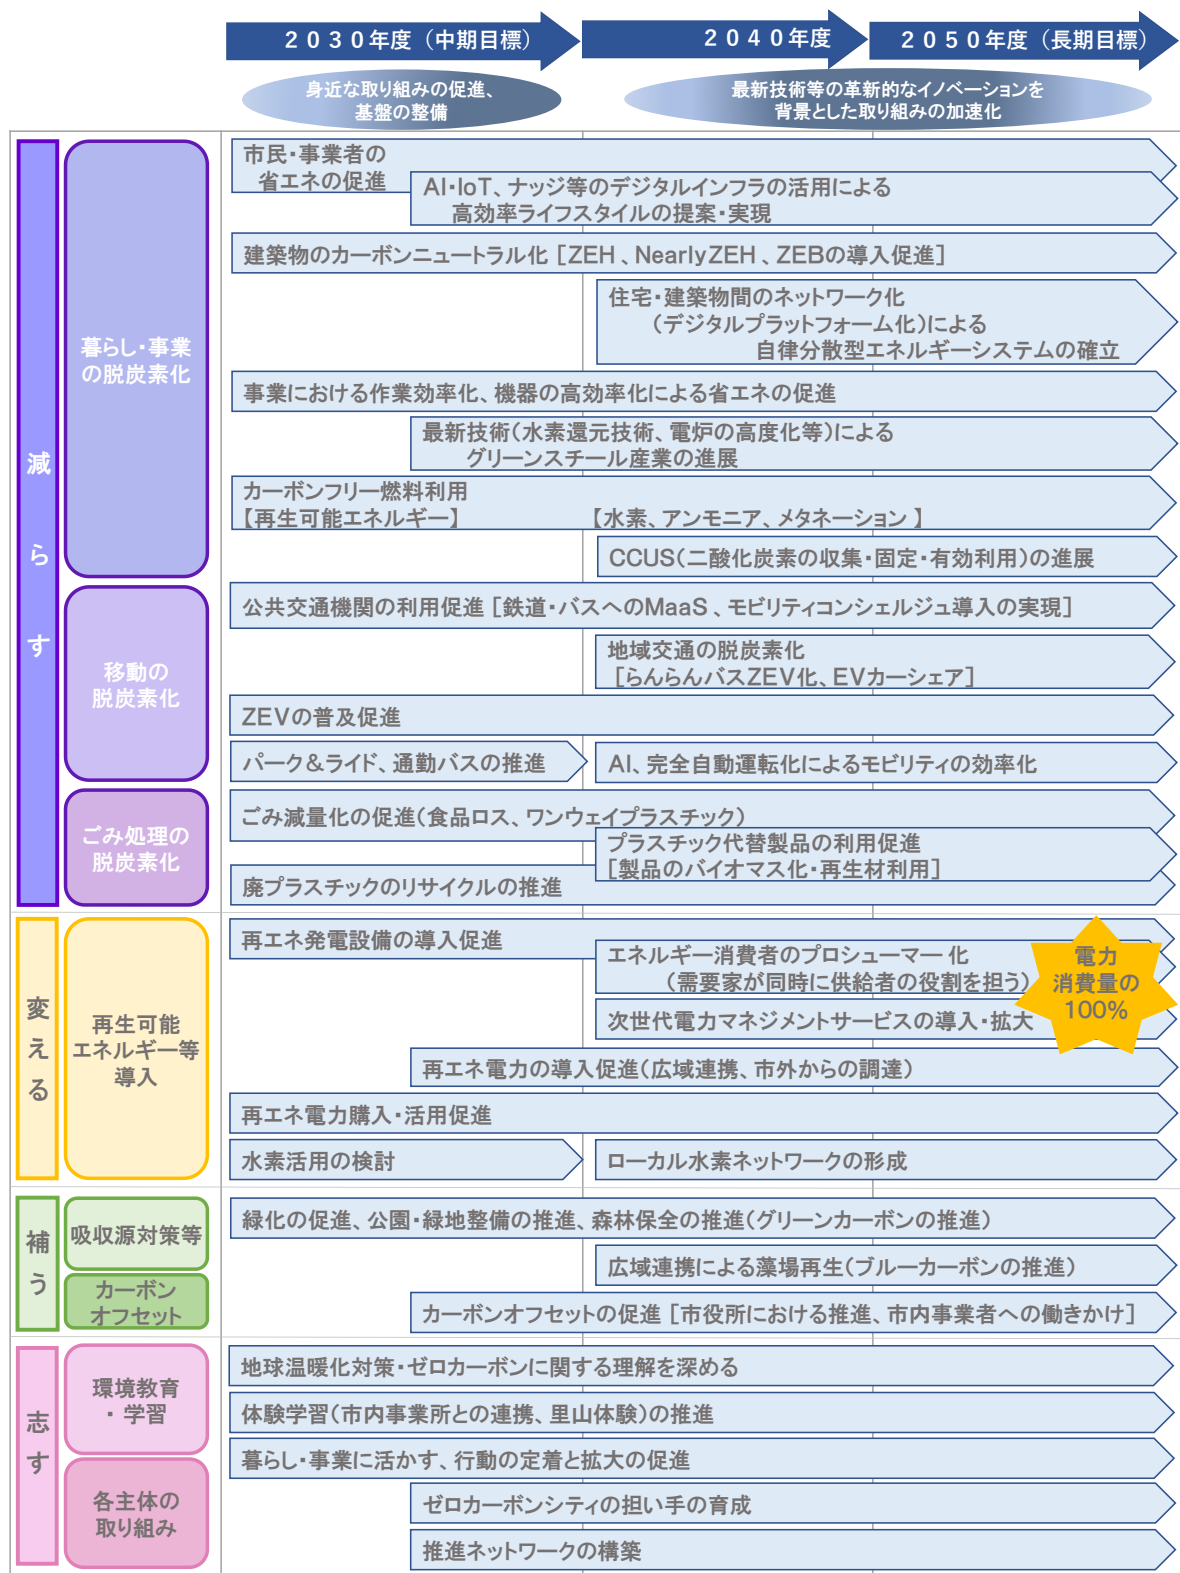 2030年度（中期目標）
2040年度
2050年度（長期目標）
身近な取り組みの促進、
基盤の整備
最新技術等の革新的なイノベーションを
背景とした取り組みの加速化
減らす
暮らし・事業
の脱炭素化
市民・事業者の
省エネの促進
AI・IoT、ナッジ等のデジタルインフラの活用による
高効率ライフスタイルの提案・実現
建築物のカーボンニュートラル化［ZEH、NearlyZEH、ZEBの導入促進］
住宅・建築物間のネットワーク化
（デジタルプラットフォーム化）による
自律分散型エネルギーシステムの確立
事業における作業効率化、機器の高効率化による省エネの促進
最新技術（水素還元技術、電炉の高度化等）による
グリーンスチール産業の進展
カーボンフリー燃料利用
【再生可能エネルギー】 【水素、アンモニア、メタネーション】
CCUS（二酸化炭素の収集・固定・有効利用）の進展
移動の
脱炭素化
公共交通機関の利用促進［鉄道・バスへのMaaS、モビリティコンシェルジュ導入の実現］
地域交通の脱炭素化
［らんらんバスZEV化、EVカーシェア］
ZEVの普及促進
パーク＆ライド、通勤バスの推進
AI、完全自動運転化によるモビリティの効率化
ごみ処理の
脱炭素化
ごみ減量化の促進（食品ロス、ワンウェイプラスチック）
プラスチック代替製品の利用促進
［製品のバイオマス化・再生材利用］
廃プラスチックのリサイクルの推進
変える
再生可能
エネルギー等
導入
再エネ発電設備の導入促進
エネルギー消費者のプロシューマー化
（需要家が同時に供給者の役割を担う）
電力
消費量の
100％
次世代電力マネジメントサービスの導入・拡大
再エネ電力の導入促進（広域連携、市外からの調達）
再エネ電力購入・活用促進
水素活用の検討
ローカル水素ネットワークの形成
補う
吸収源対策等
緑化の促進、公園・緑地整備の推進、森林保全の推進（グリーンカーボンの推進）
広域連携による藻場再生（ブルーカーボンの推進）
カーボン
オフセット
カーボンオフセットの促進［市役所における推進、市内事業者への働きかけ］
志す
環境教育
・学習
地球温暖化対策・ゼロカーボンに関する理解を深める
体験学習（市内事業所との連携、里山体験）の推進
暮らし・事業に活かす、行動の定着と拡大の促進
各主体の
取り組み
ゼロカーボンシティの担い手の育成
推進ネットワークの構築